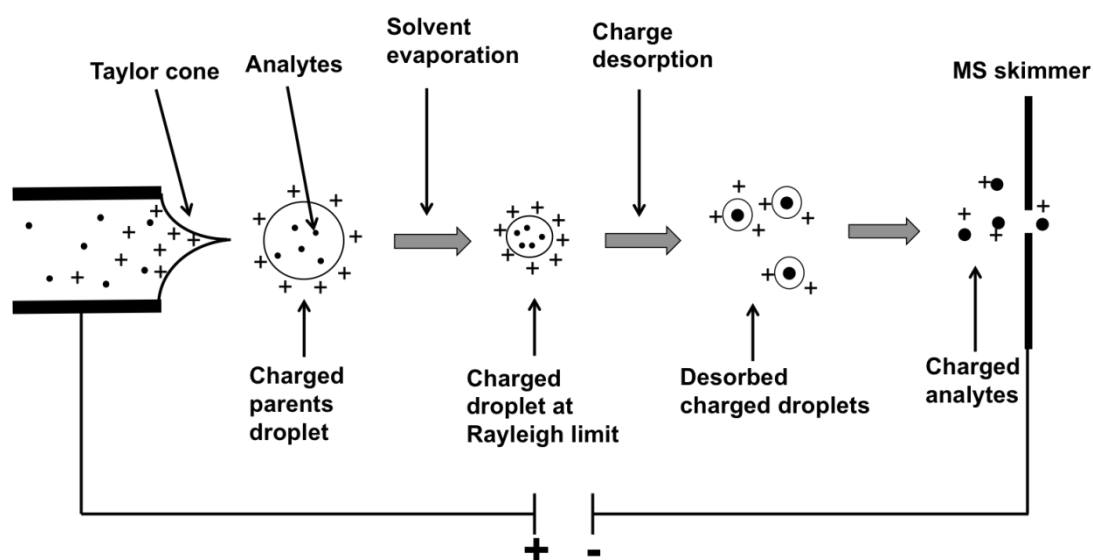 Taylor cone
Analytes
Solvent
evaporation
Charge
desorption
MS skimmer
Charged
parents
droplet
Charged
droplet at
Rayleigh limit
Desorbed
charged droplets
Charged
analytes
+ -